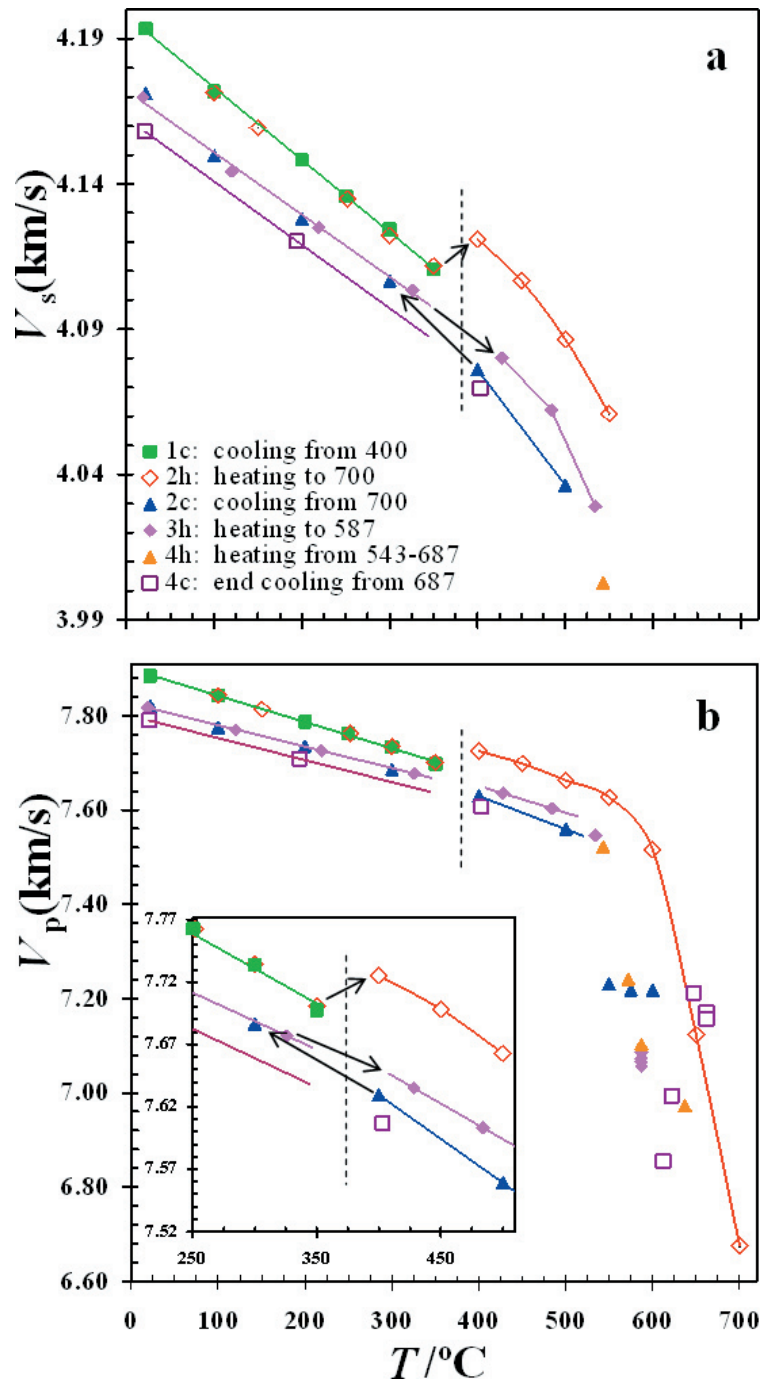 a
4.19
4.14
4.09
4.04
3.99
Vs(km/s)
1c: cooling from 400
2h: heating to 700
2c: cooling from 700
3h: heating to 587
4h: heating from 543-687
4c: end cooling from 687
b
7.80
7.60
7.40
7.20
7.00
6.80
6.60
Vp(km/s)
7.77
7.72
7.67
7.62
7.57
7.52
250 350 450
0 100 200 300 400 500 600 700
T/ºC